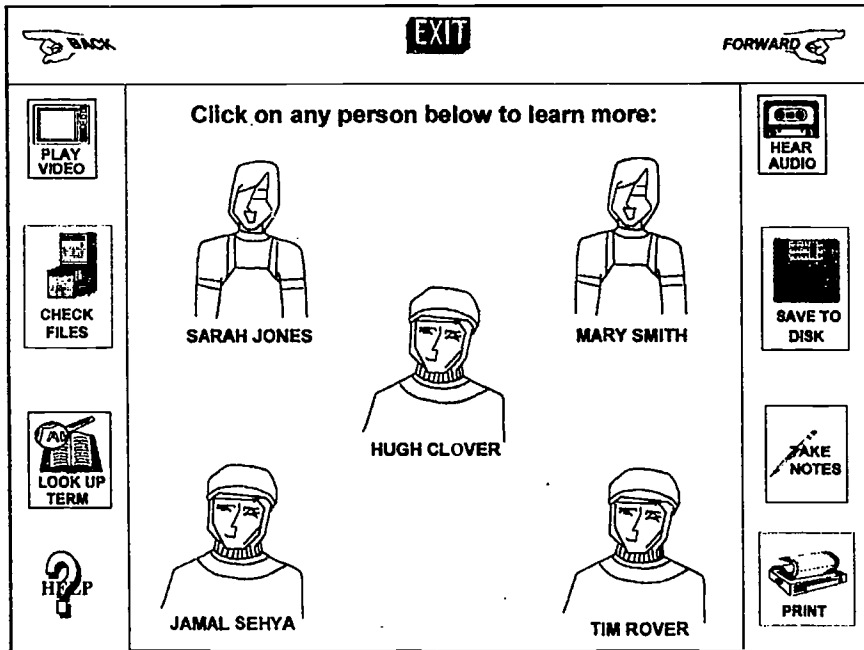 BACK
EXIT
FORWARD
Click on any person below to learn more:
PLAY
VIDEO
HEAR
AUDIO
CHECK
FILES
SARAH JONES
MARY SMITH
SAVE TO
DISK
HUGH CLOVER
LOOK UP
TERM
TAKE
NOTES
HELP
JAMAL SEHYA
TIM ROVER
PRINT